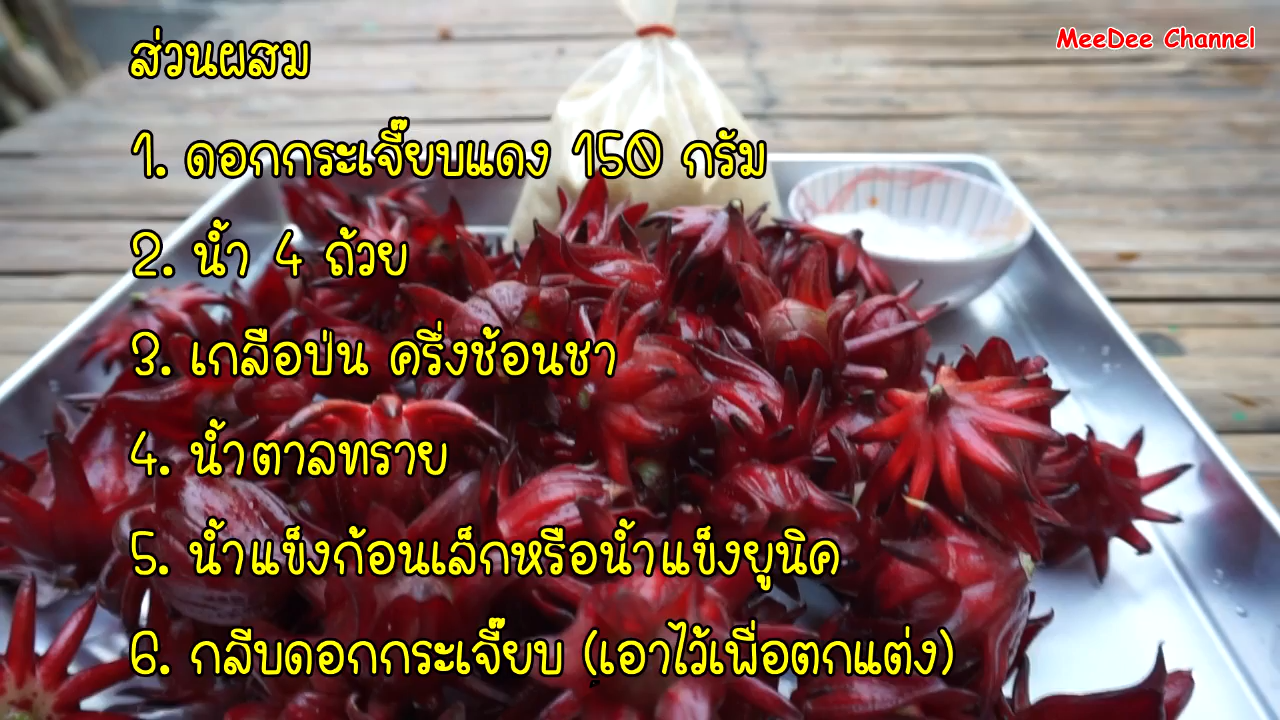 MeeDee Channel
ส่วนผสม
1. ดอกกระเจี๊ยบแดง 150 กรัม
2. น้ำ 4 ถ้วย
3. เกลือป่น ครึ่งช้อนชา
4. น้ำตาลทราย
5. น้ำแข็งก้อนเล็กหรือน้ำแข็งยูนิค
6. กลีบดอกกระเจี๊ยบ (เอาไว้เพื่อตกแต่ง)